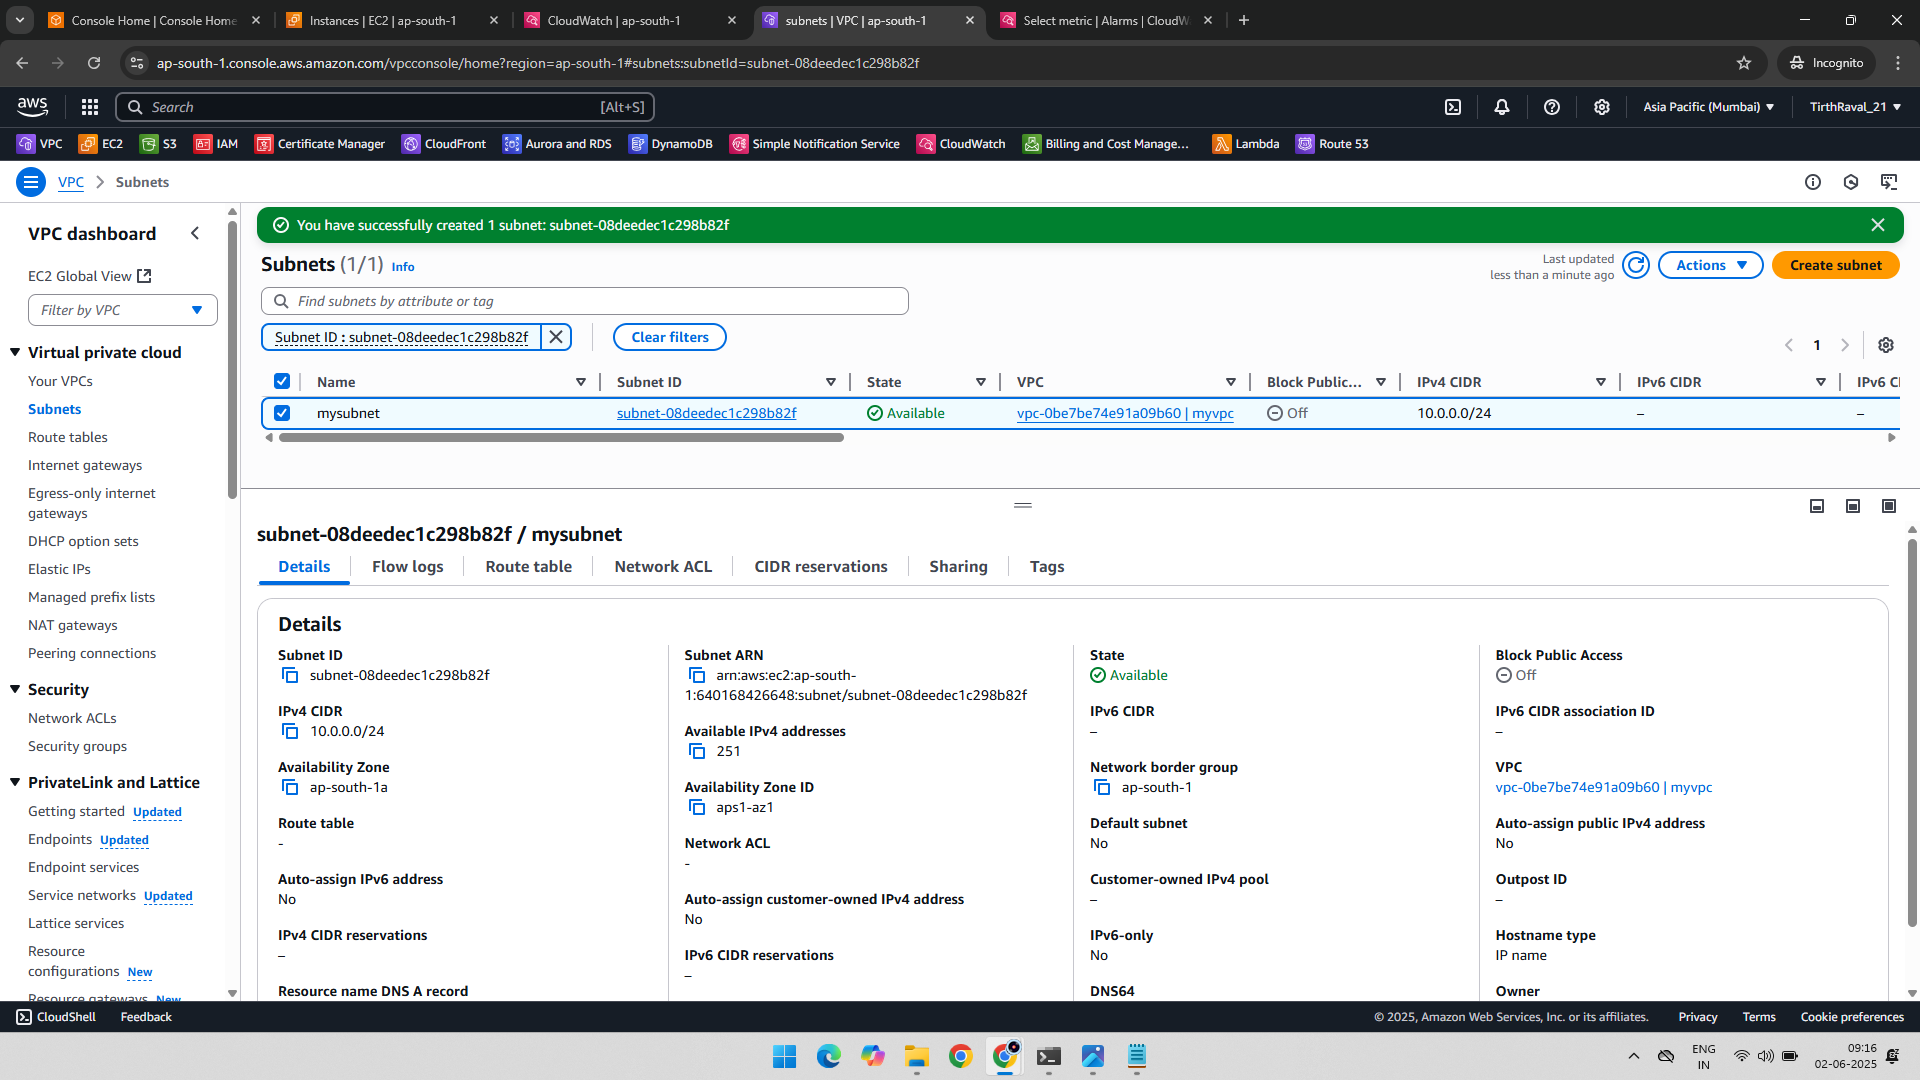 Console Home | Console Home
Instances | EC2 | ap-south-1
CloudWatch | ap-south-1
subnets | VPC | ap-south-1
Select metric | Alarms | CloudW
ap-south-1.console.aws.amazon.com/vpcconsole/home?region=ap-south-1#subnets:subnetId=subnet-08deedec1c298b82f
Incognito
aws
Search
[Alt+S]
Asia Pacific (Mumbai)
TirthRaval_21
VPC
EC2
S3
IAM
Certificate Manager
CloudFront
Aurora and RDS
DynamoDB
Simple Notification Service
CloudWatch
Billing and Cost Manage...
Lambda
Route 53
VPC
Subnets
VPC dashboard
EC2 Global View
Filter by VPC
Virtual private cloud
Your VPCs
Subnets
Route tables
Internet gateways
Egress-only internet
gateways
DHCP option sets
Elastic IPs
Managed prefix lists
NAT gateways
Peering connections
Security
Network ACLs
Security groups
PrivateLink and Lattice
Getting started Updated
Endpoints Updated
Endpoint services
Service networks Updated
Lattice services
Resource
configurations New
Resource gateways New
You have successfully created 1 subnet: subnet-08deedec1c298b82f
Subnets (1/1) Info
Last updated
less than a minute ago
Actions
Create subnet
Find subnets by attribute or tag
Subnet ID : subnet-08deedec1c298b82f
Clear filters
1
Name
Subnet ID
State
VPC
Block Public...
IPv4 CIDR
IPv6 CIDR
IPv6 CI
mysubnet
subnet-08deedec1c298b82f
Available
vpc-0be7be74e91a09b60 | myvpc
Off
10.0.0.0/24
–
–
subnet-08deedec1c298b82f / mysubnet
Details
Flow logs
Route table
Network ACL
CIDR reservations
Sharing
Tags
Details
Subnet ID
subnet-08deedec1c298b82f
IPv4 CIDR
10.0.0.0/24
Availability Zone
ap-south-1a
Route table
-
Auto-assign IPv6 address
No
IPv4 CIDR reservations
–
Resource name DNS A record
Subnet ARN
arn:aws:ec2:ap-south-
1:640168426648:subnet/subnet-08deedec1c298b82f
Available IPv4 addresses
251
Availability Zone ID
aps1-az1
Network ACL
-
Auto-assign customer-owned IPv4 address
No
IPv6 CIDR reservations
–
State
Available
IPv6 CIDR
–
Network border group
ap-south-1
Default subnet
No
Customer-owned IPv4 pool
–
IPv6-only
No
DNS64
Block Public Access
Off
IPv6 CIDR association ID
–
VPC
vpc-0be7be74e91a09b60 | myvpc
Auto-assign public IPv4 address
No
Outpost ID
–
Hostname type
IP name
Owner
CloudShell
Feedback
© 2025, Amazon Web Services, Inc. or its affiliates.
Privacy
Terms
Cookie preferences
ENG
IN
09:16
02-06-2025